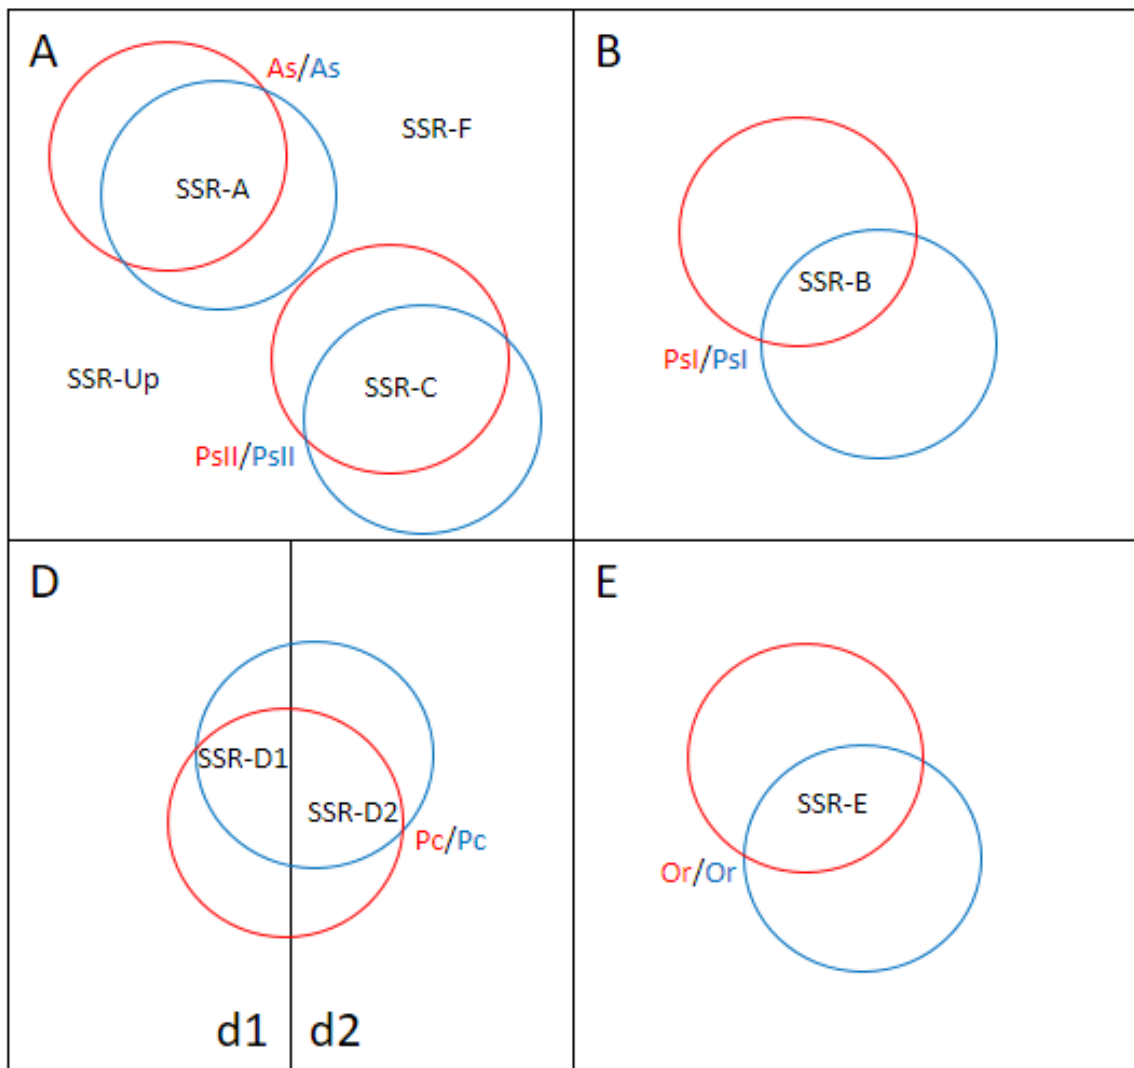 A
As/As
SSR-F
SSR-A
SSR-Up
SSR-C
PsII/PsII
B
SSR-B
PsI/PsI
D
SSR-D1
SSR-D2
Pc/Pc
d1
d2
E
SSR-E
Or/Or